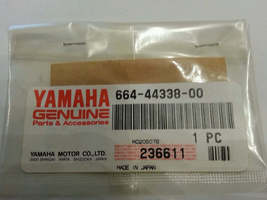 YAMAHA
GENUINE
Parts & Accessories
664-44338-00
1 PC
YAMAHA MOTOR CO., LTD.
236611
MADE IN JAPAN